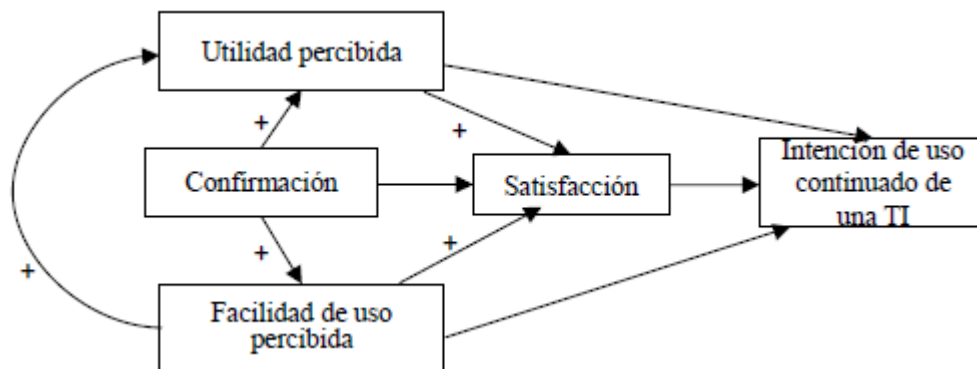 Utilidad percibida
+
+
Confirmación
Satisfacción
Intención de uso
continuado de
una TI
+
+
+
Facilidad de uso
percibida